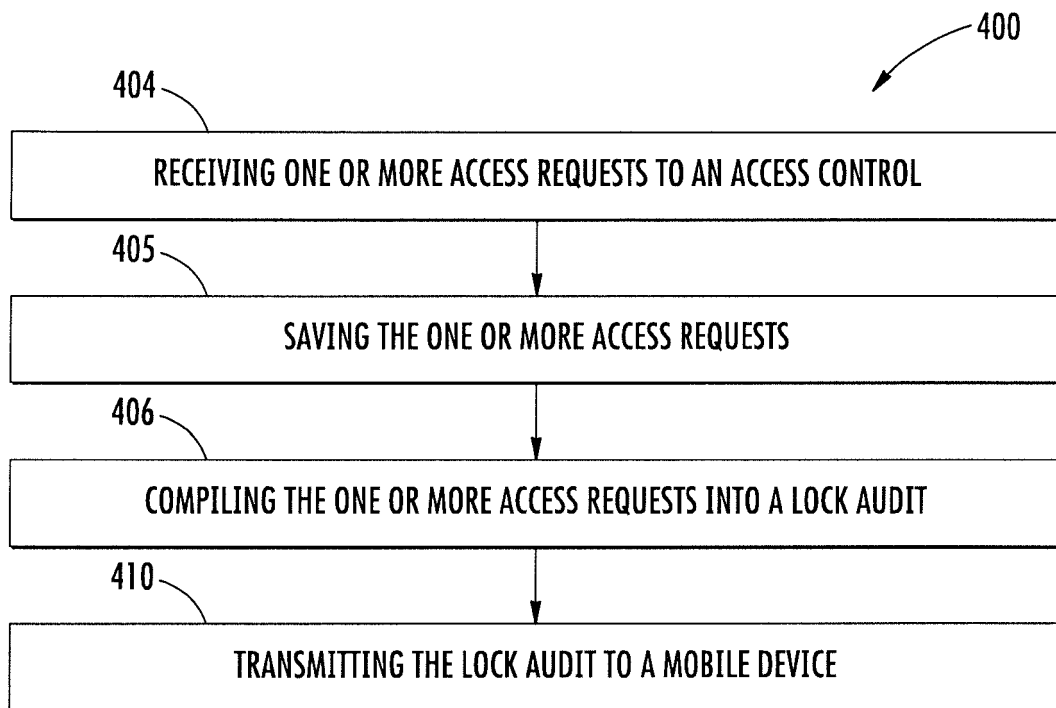 400
404
RECEIVING ONE OR MORE ACCESS REQUESTS TO AN ACCESS CONTROL
405
SAVING THE ONE OR MORE ACCESS REQUESTS
406
COMPILING THE ONE OR MORE ACCESS REQUESTS INTO A LOCK AUDIT
410
TRANSMITTING THE LOCK AUDIT TO A MOBILE DEVICE